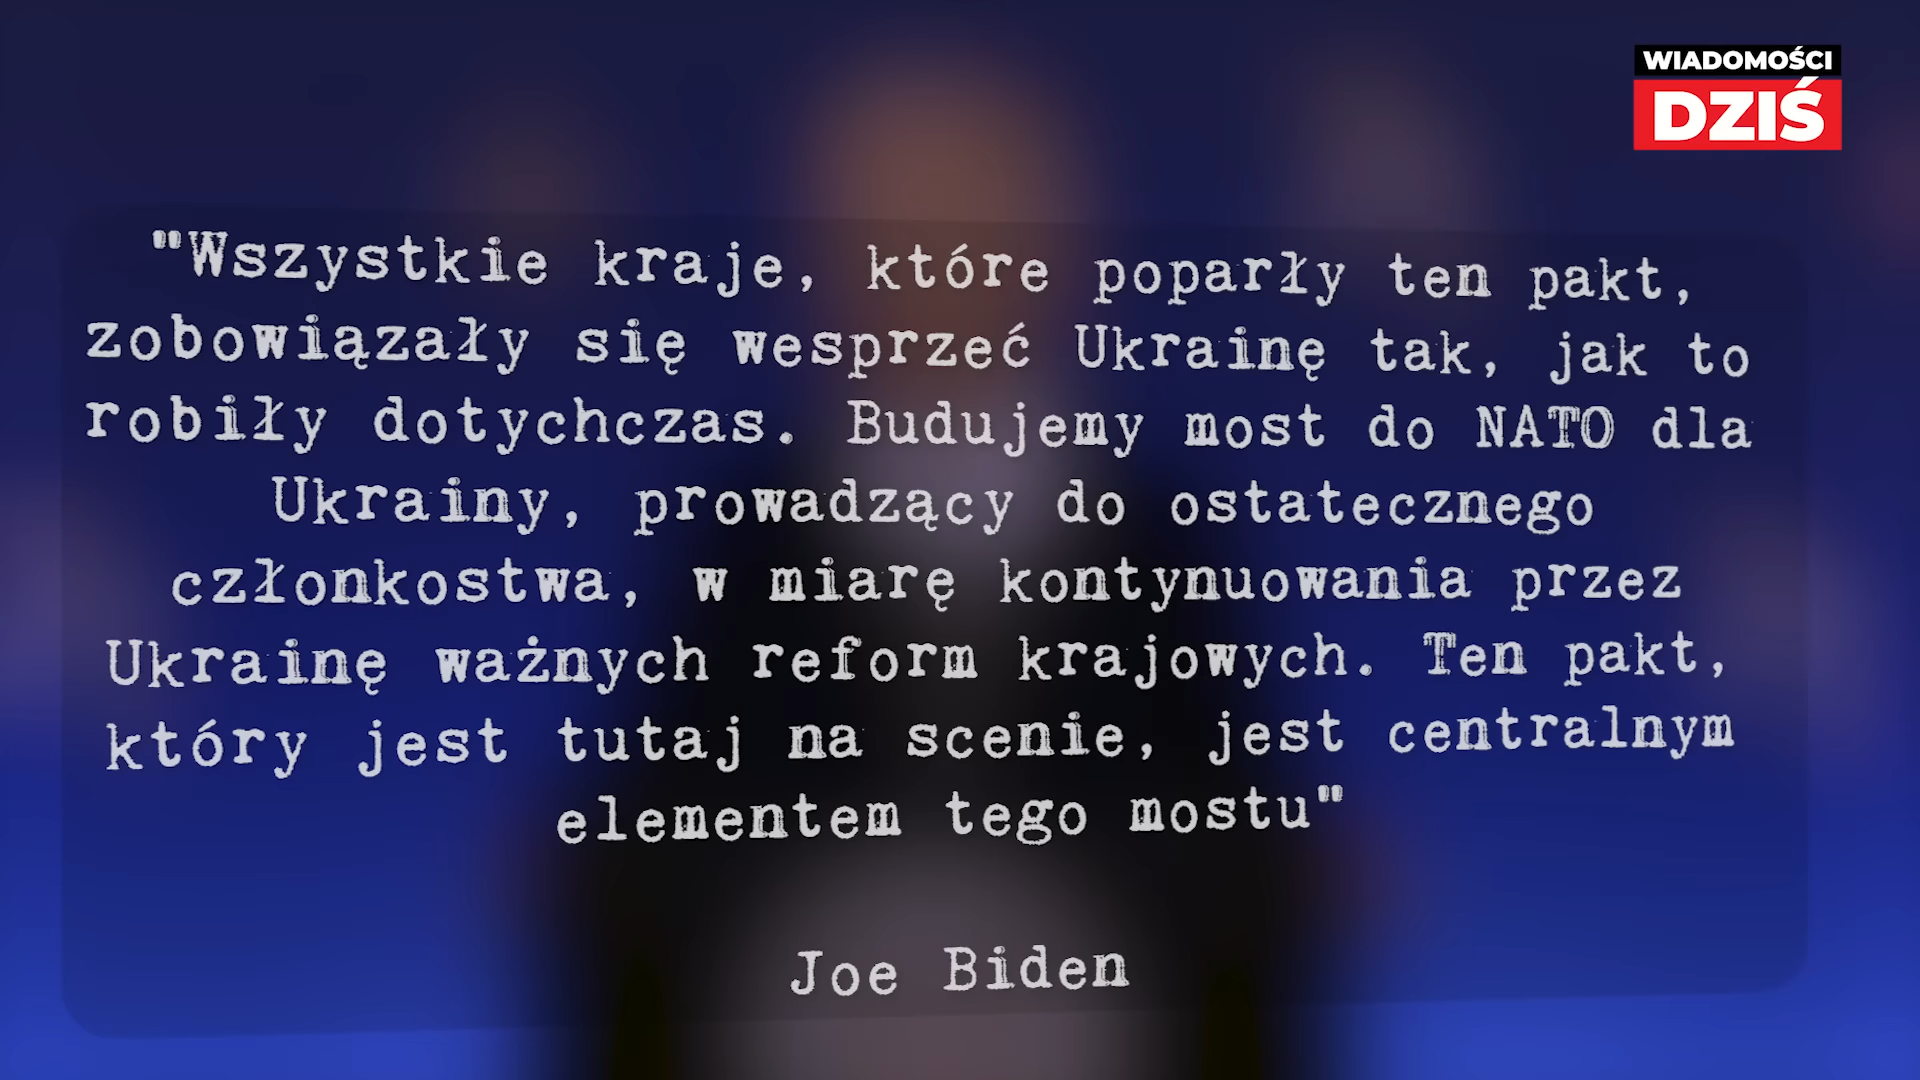 WIADOMOŚCI
DZIŚ
"Wszystkie kraje, które poparły ten pakt,
zobowiązały się wesprzeć Ukrainę tak, jak to
robiły dotychczas. Budujemy most do NATO dla
Ukrainy, prowadzący do ostatecznego
członkostwa, w miarę kontynuowania przez
Ukrainę ważnych reform krajowych. Ten pakt,
który jest tutaj na scenie, jest centralnym
elementem tego mostu"
Joe Biden